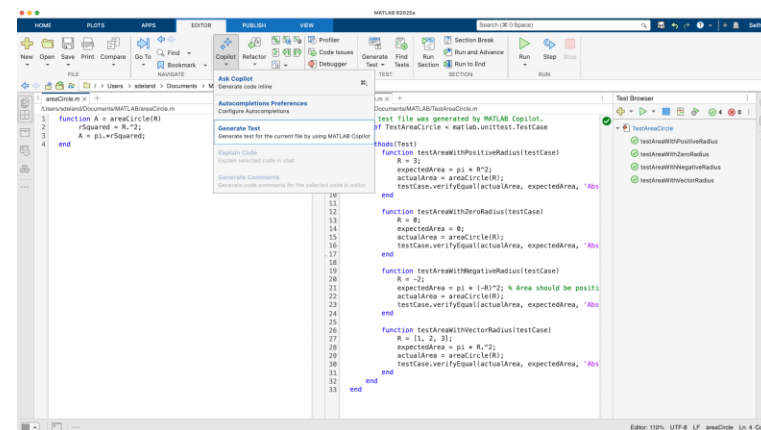 MATLAB R2025a
HOME PLOTS APPS EDITOR PUBLISH VIEW Search (⌘⇧Space)
New Open Save Print Compare Go To Find Bookmark Copilot Refactor Profiler Code Issues Debugger Generate Test Find Tests Run Section Section Break Run and Advance Run to End Run Step Stop
FILE NAVIGATE TEST SECTION RUN
/ > Users > sdeland > Documents > M
Ask Copilot
Generate code inline
Autocompletions Preferences
Configure Autocompletions
Generate Test
Generate test for the current file by using MATLAB Copilot
Explain Code
Explain selected code in chat
Generate Comments
Generate code comments for the selected code in editor
areaCircle.m
/Users/sdeland/Documents/MATLAB/areaCircle.m
1 function A = areaCircle(R)
2 rSquared = R.^2;
3 A = pi.*rSquared;
4 end
Documents/MATLAB/TestAreaCircle.m
test file was generated by MATLAB Copilot.
ef TestAreaCircle < matlab.unittest.TestCase
thods(Test)
function testAreaWithPositiveRadius(testCase)
R = 3;
expectedArea = pi * R^2;
actualArea = areaCircle(R);
testCase.verifyEqual(actualArea, expectedArea, 'Abs
10 end
11
12 function testAreaWithZeroRadius(testCase)
13 R = 0;
14 expectedArea = 0;
15 actualArea = areaCircle(R);
16 testCase.verifyEqual(actualArea, expectedArea, 'Abs
17 end
18
19 function testAreaWithNegativeRadius(testCase)
20 R = -2;
21 expectedArea = pi * (-R)^2; % Area should be positi
22 actualArea = areaCircle(R);
23 testCase.verifyEqual(actualArea, expectedArea, 'Abs
24 end
25
26 function testAreaWithVectorRadius(testCase)
27 R = [1, 2, 3];
28 expectedArea = pi * R.^2;
29 actualArea = areaCircle(R);
30 testCase.verifyEqual(actualArea, expectedArea, 'Abs
31 end
32 end
33 end
Test Browser
4 0
TestAreaCircle
testAreaWithPositiveRadius
testAreaWithZeroRadius
testAreaWithNegativeRadius
testAreaWithVectorRadius
Editor: 110% UTF-8 LF areaCircle Ln 4